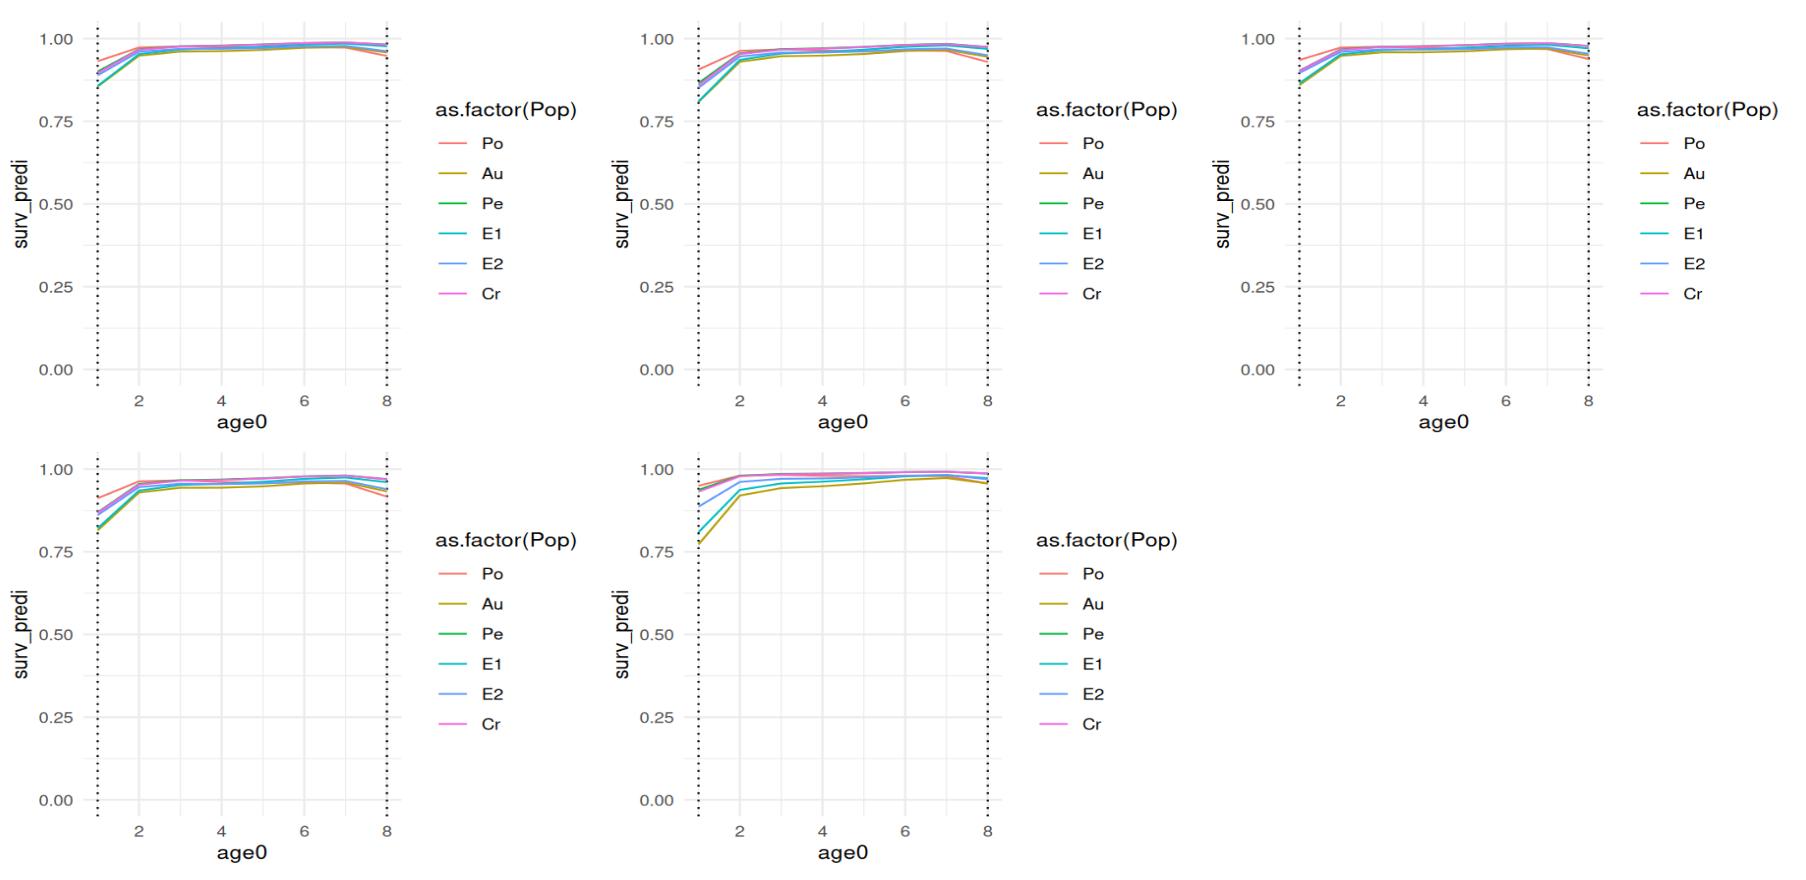 1.00
0.75
0.50
0.25
0.00
surv_predi
2 4 6 8
age0
as.factor(Pop)
Po
Au
Pe
E1
E2
Cr
1.00
0.75
0.50
0.25
0.00
surv_predi
2 4 6 8
age0
as.factor(Pop)
Po
Au
Pe
E1
E2
Cr
1.00
0.75
0.50
0.25
0.00
surv_predi
2 4 6 8
age0
as.factor(Pop)
Po
Au
Pe
E1
E2
Cr
1.00
0.75
0.50
0.25
0.00
surv_predi
2 4 6 8
age0
as.factor(Pop)
Po
Au
Pe
E1
E2
Cr
1.00
0.75
0.50
0.25
0.00
surv_predi
2 4 6 8
age0
as.factor(Pop)
Po
Au
Pe
E1
E2
Cr